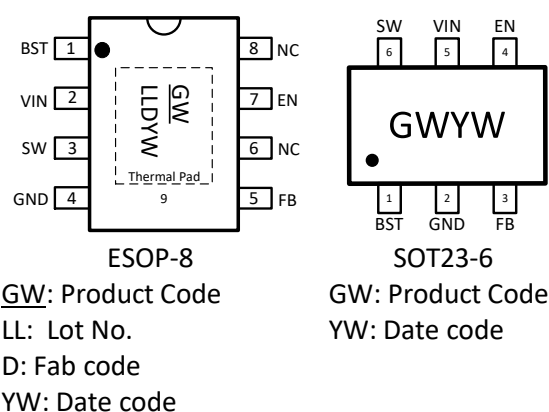 BST 1
8 NC
VIN 2
7 EN
SW 3
6 NC
GND 4
5 FB
GW
LLDYW
Thermal Pad
9
ESOP-8
GW: Product Code
LL: Lot No.
D: Fab code
YW: Date code
SW VIN EN
6 5 4
GWYW
1 2 3
BST GND FB
SOT23-6
GW: Product Code
YW: Date code